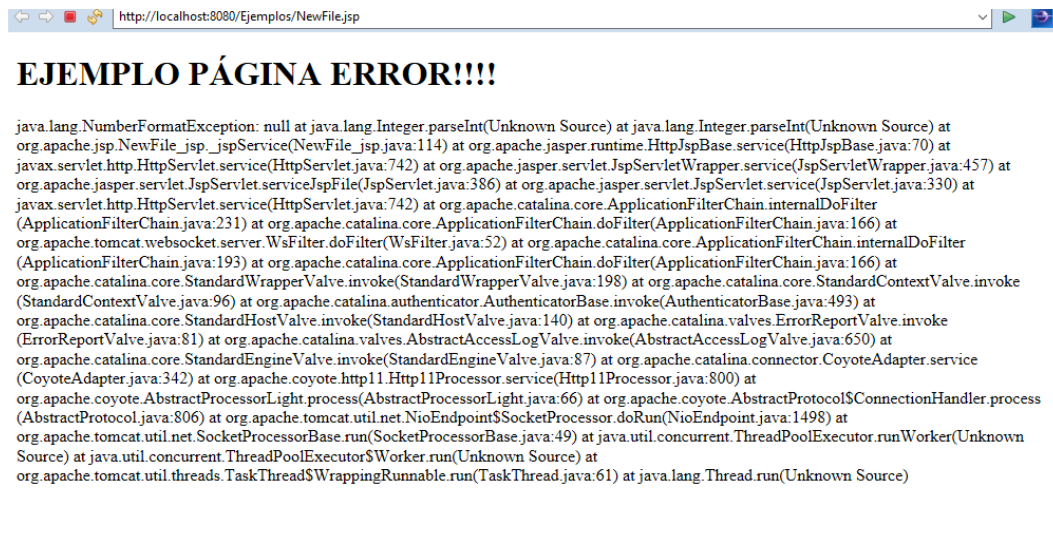 http://localhost:8080/Ejemplos/NewFile.jsp
EJEMPLO PÁGINA ERROR!!!!
java.lang.NumberFormatException: null at java.lang.Integer.parseInt(Unknown Source) at java.lang.Integer.parseInt(Unknown Source) at
org.apache.jsp.NewFile_jsp._jspService(NewFile_jsp.java:114) at org.apache.jasper.runtime.HttpJspBase.service(HttpJspBase.java:70) at
javax.servlet.http.HttpServlet.service(HttpServlet.java:742) at org.apache.jasper.servlet.JspServletWrapper.service(JspServletWrapper.java:457) at
org.apache.jasper.servlet.JspServlet.serviceJspFile(JspServlet.java:386) at org.apache.jasper.servlet.JspServlet.service(JspServlet.java:330) at
javax.servlet.http.HttpServlet.service(HttpServlet.java:742) at org.apache.catalina.core.ApplicationFilterChain.internalDoFilter
(ApplicationFilterChain.java:231) at org.apache.catalina.core.ApplicationFilterChain.doFilter(ApplicationFilterChain.java:166) at
org.apache.tomcat.websocket.server.WsFilter.doFilter(WsFilter.java:52) at org.apache.catalina.core.ApplicationFilterChain.internalDoFilter
(ApplicationFilterChain.java:193) at org.apache.catalina.core.ApplicationFilterChain.doFilter(ApplicationFilterChain.java:166) at
org.apache.catalina.core.StandardWrapperValve.invoke(StandardWrapperValve.java:198) at org.apache.catalina.core.StandardContextValve.invoke
(StandardContextValve.java:96) at org.apache.catalina.authenticator.AuthenticatorBase.invoke(AuthenticatorBase.java:493) at
org.apache.catalina.core.StandardHostValve.invoke(StandardHostValve.java:140) at org.apache.catalina.valves.ErrorReportValve.invoke
(ErrorReportValve.java:81) at org.apache.catalina.valves.AbstractAccessLogValve.invoke(AbstractAccessLogValve.java:650) at
org.apache.catalina.core.StandardEngineValve.invoke(StandardEngineValve.java:87) at org.apache.catalina.connector.CoyoteAdapter.service
(CoyoteAdapter.java:342) at org.apache.coyote.http11.Http11Processor.service(Http11Processor.java:800) at
org.apache.coyote.AbstractProcessorLight.process(AbstractProcessorLight.java:66) at org.apache.coyote.AbstractProtocol$ConnectionHandler.process
(AbstractProtocol.java:806) at org.apache.tomcat.util.net.NioEndpoint$SocketProcessor.doRun(NioEndpoint.java:1498) at
org.apache.tomcat.util.net.SocketProcessorBase.run(SocketProcessorBase.java:49) at java.util.concurrent.ThreadPoolExecutor.runWorker(Unknown
Source) at java.util.concurrent.ThreadPoolExecutor$Worker.run(Unknown Source) at
org.apache.tomcat.util.threads.TaskThread$WrappingRunnable.run(TaskThread.java:61) at java.lang.Thread.run(Unknown Source)